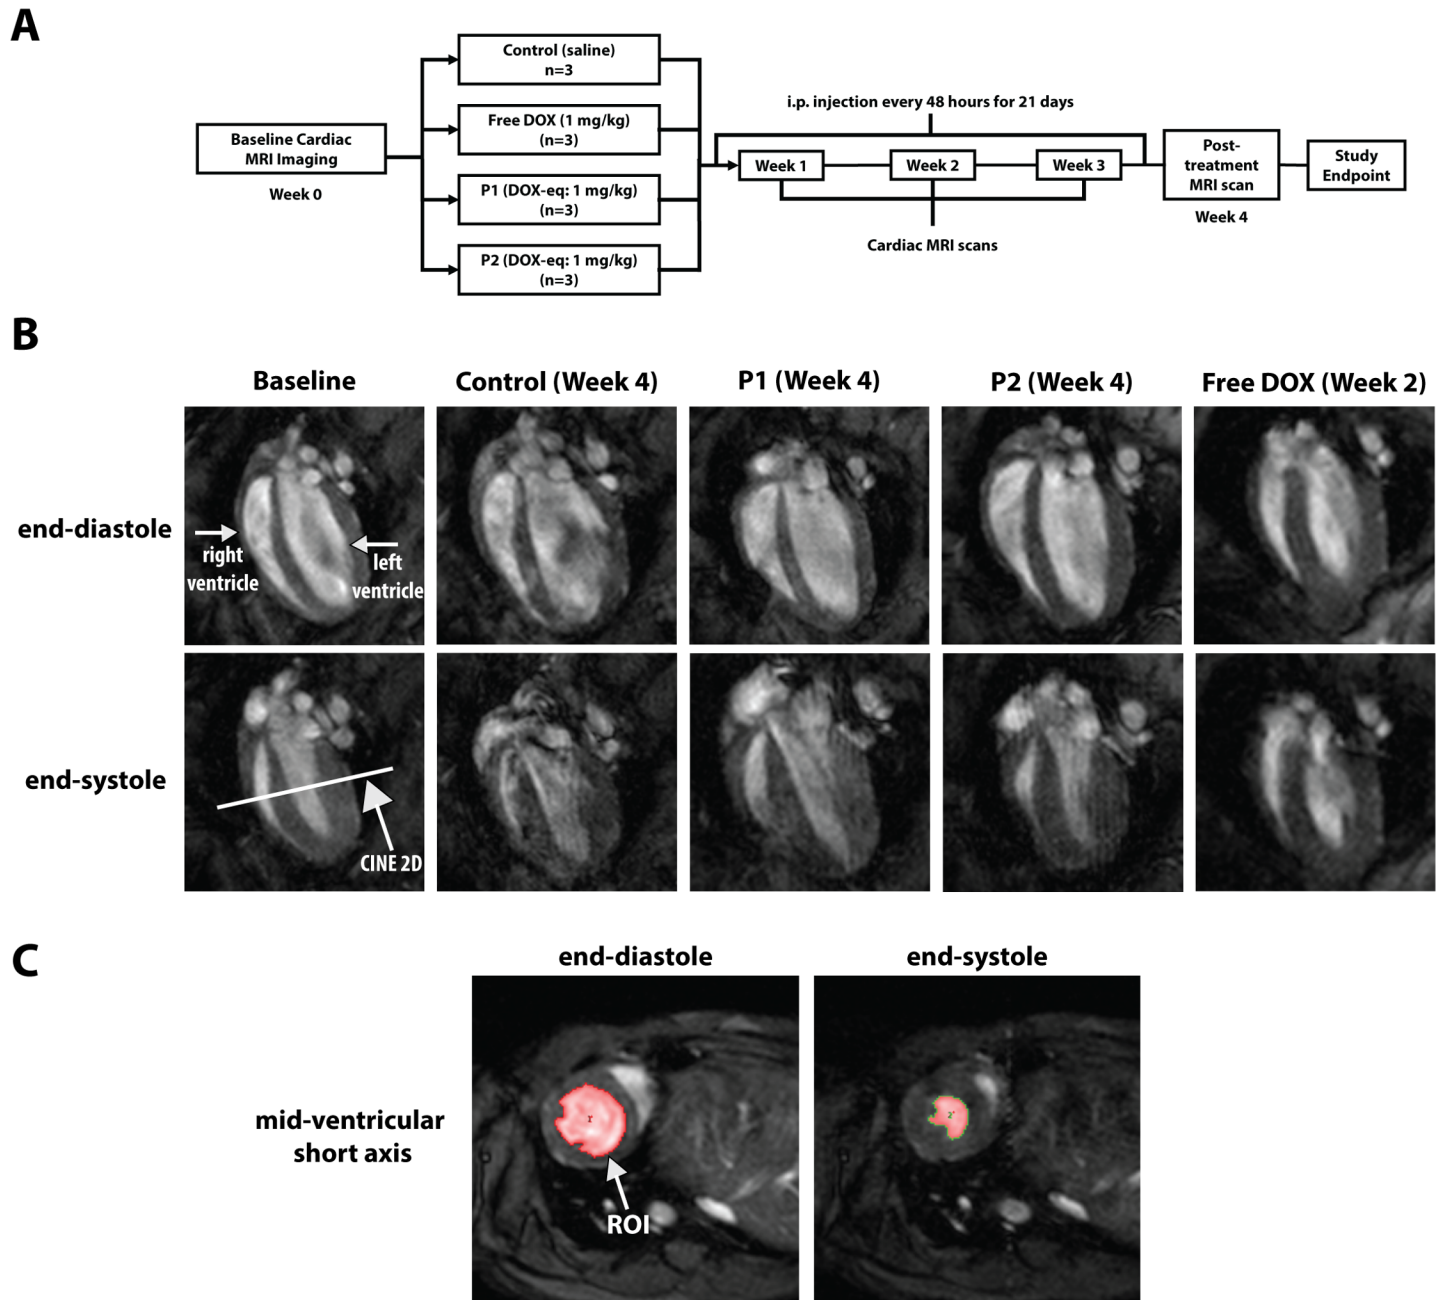 A
Control (saline)
n=3
Free DOX (1 mg/kg)
(n=3)
P1 (DOX-eq: 1 mg/kg)
(n=3)
P2 (DOX-eq: 1 mg/kg)
(n=3)
Baseline Cardiac
MRI Imaging
Week 0
i.p. injection every 48 hours for 21 days
Week 1
Week 2
Week 3
Cardiac MRI scans
Post-
treatment
MRI scan
Week 4
Study
Endpoint
B
Baseline
Control (Week 4)
P1 (Week 4)
P2 (Week 4)
Free DOX (Week 2)
end-diastole
right
ventricle
left
ventricle
end-systole
CINE 2D
C
end-diastole
end-systole
mid-ventricular
short axis
ROI